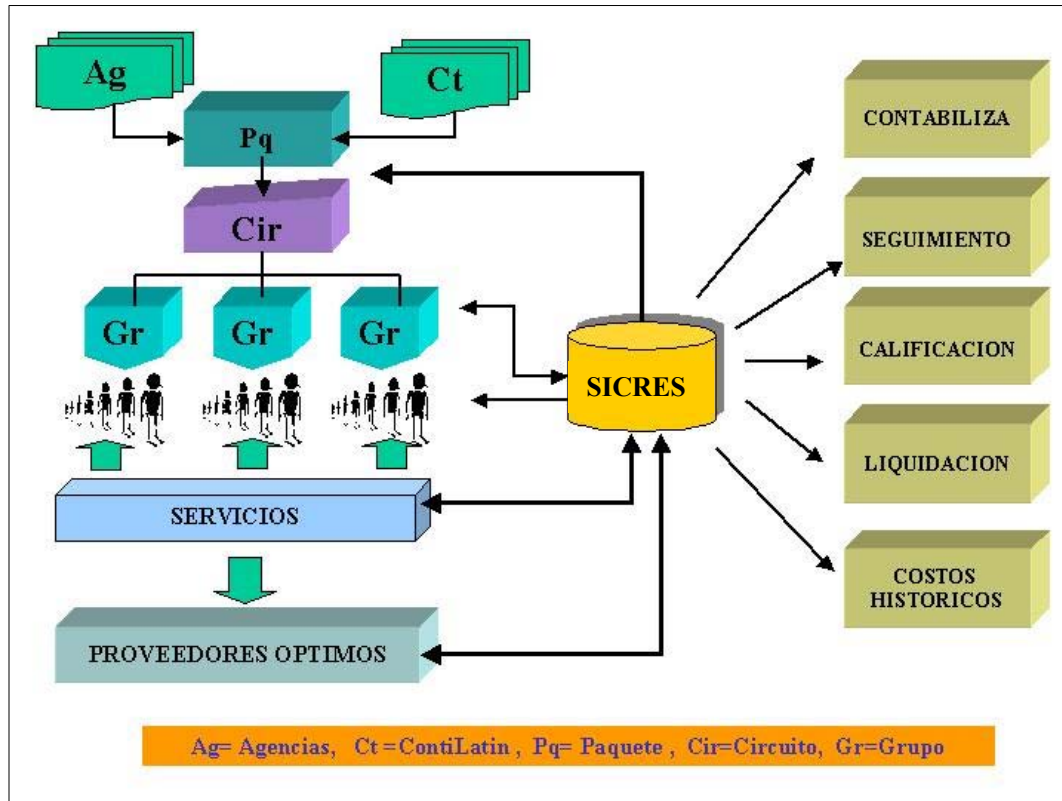 Ag
Ct
Pq
Cir
Gr
Gr
Gr
SICRES
SERVICIOS
PROVEEDORES OPTIMOS
CONTABILIZA
SEGUIMIENTO
CALIFICACION
LIQUIDACION
COSTOS
HISTORICOS
Ag= Agencias, Ct =ContiLatin , Pq= Paquete , Cir=Circuito, Gr=Grupo